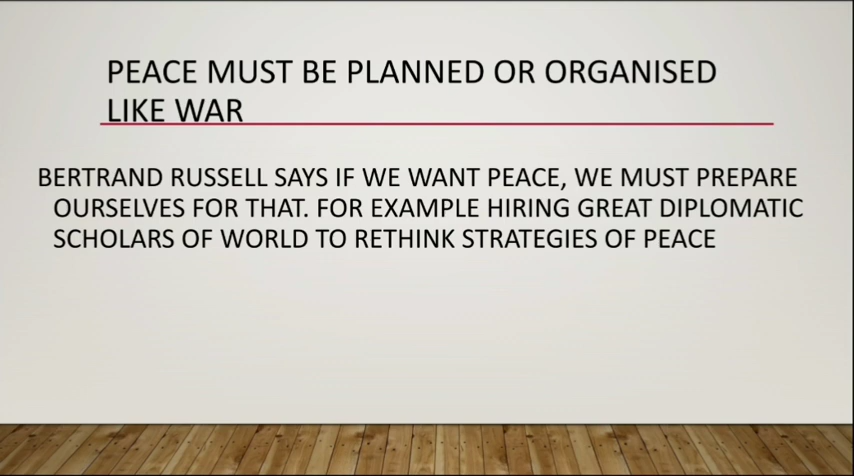 PEACE MUST BE PLANNED OR ORGANISED
LIKE WAR
BERTRAND RUSSELL SAYS IF WE WANT PEACE, WE MUST PREPARE
OURSELVES FOR THAT. FOR EXAMPLE HIRING GREAT DIPLOMATIC
SCHOLARS OF WORLD TO RETHINK STRATEGIES OF PEACE